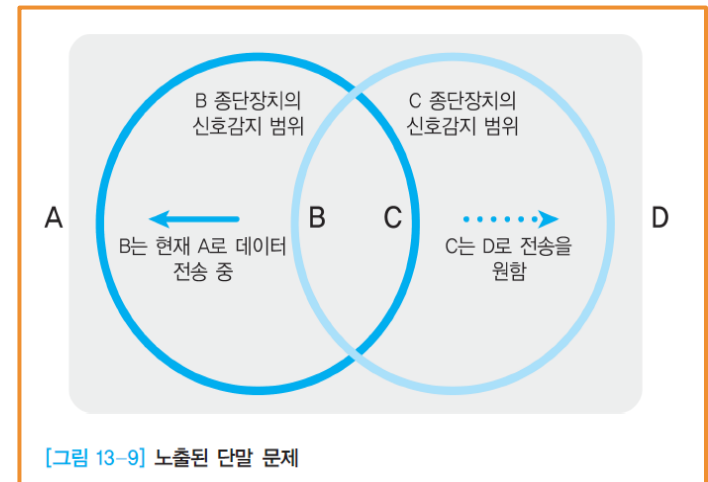 B 종단장치의
신호감지 범위
C 종단장치의
신호감지 범위
A
B
C
D
B는 현재 A로 데이터
전송 중
C는 D로 전송을
원함
[그림 13-9] 노출된 단말 문제